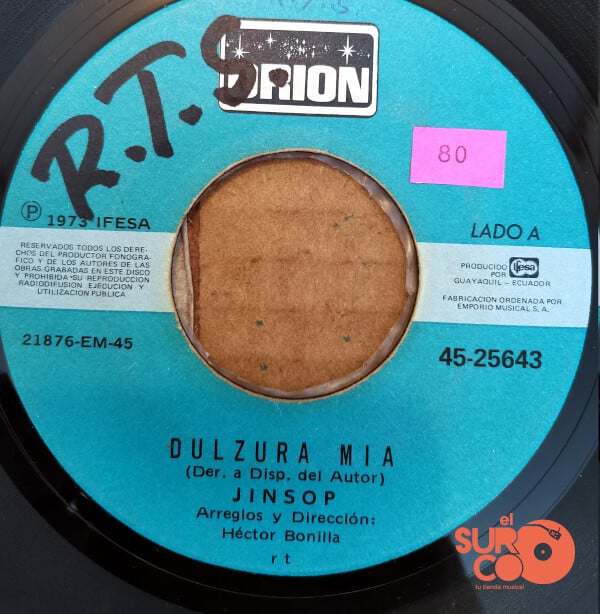 R.T.S.
ORION
80
℗ 1973 IFESA
LADO A
RESERVADOS TODOS LOS DERE-
CHOS DEL PRODUCTOR FONOGRA-
FICO Y DE LOS AUTORES DE LAS
OBRAS GRABADAS EN ESTE DISCO
Y PROHIBIDA SU REPRODUCCION
RADIODIFUSION EJECUCION Y
UTILIZACION PUBLICA
PRODUCIDO POR ifesa
GUAYAQUIL - ECUADOR
FABRICACION ORDENADA POR
EMPORIO MUSICAL S. A.
21876-EM-45
45-25643
DULZURA MIA
(Der. a Disp. del Autor)
JINSOP
Arreglos y Dirección:
Héctor Bonilla
r t
el
SURCO
tu tienda musical